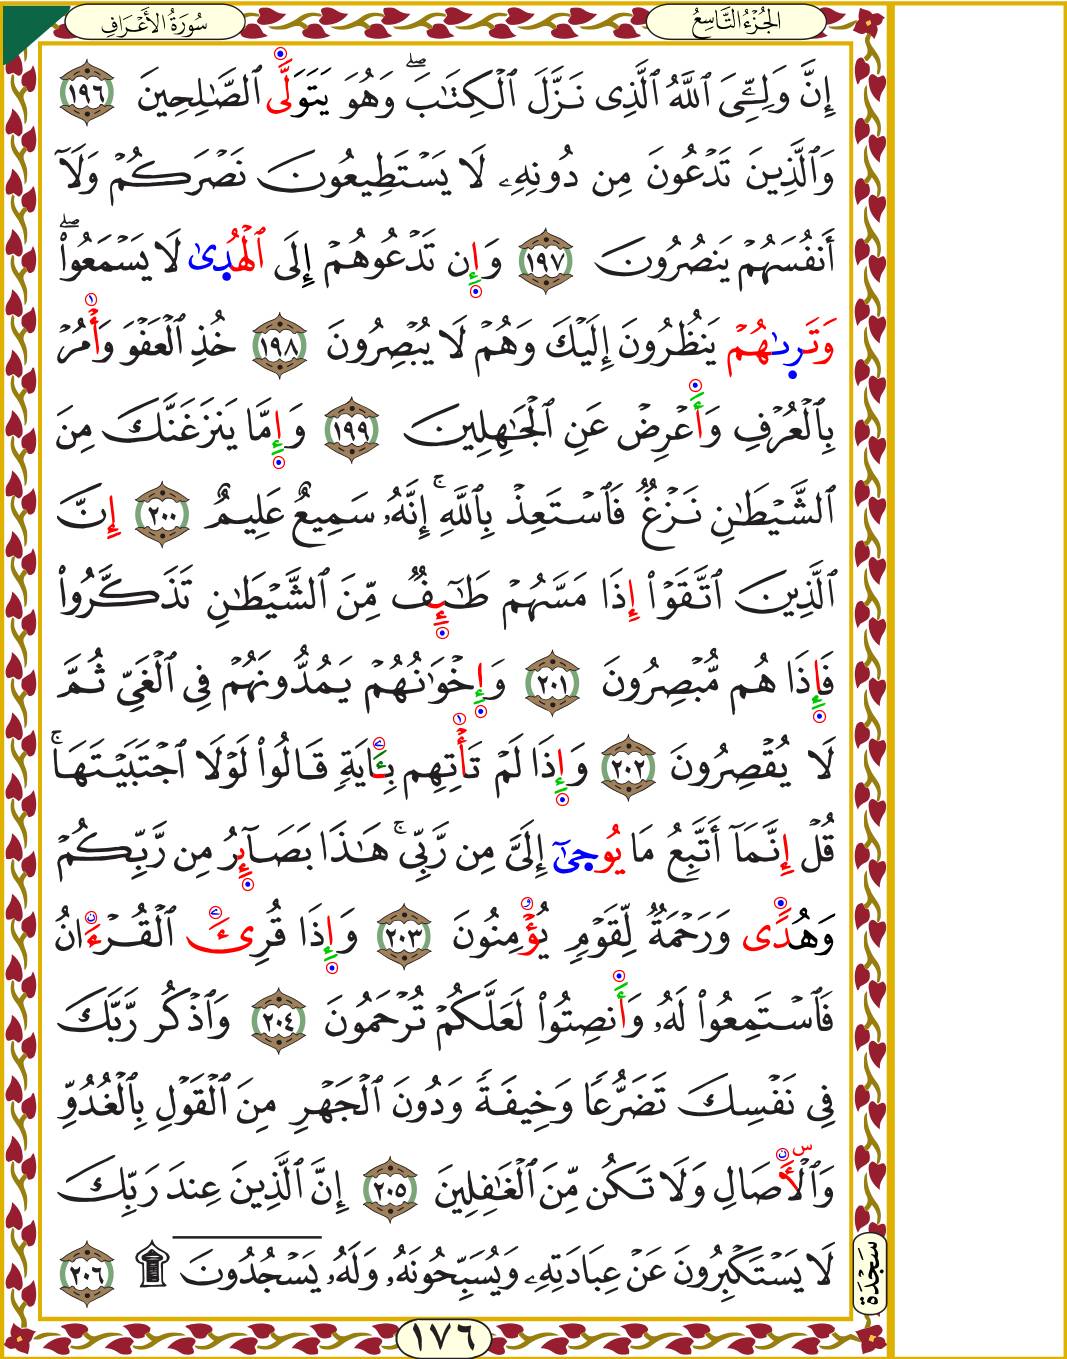 الجُزْءُ التَّاسِعُ
سُورَةُ الأَعْرَافِ
إِنَّ وَلِـِّۧىَ ٱللَّهُ ٱلَّذِى نَزَّلَ ٱلْكِتَـٰبَ ۖ وَهُوَ يَتَوَلَّى ٱلصَّـٰلِحِينَ ١٩٦
وَٱلَّذِينَ تَدْعُونَ مِن دُونِهِۦ لَا يَسْتَطِيعُونَ نَصْرَكُمْ وَلَآ
أَنفُسَهُمْ يَنصُرُونَ ١٩٧ وَإِن تَدْعُوهُمْ إِلَى ٱلْهُدَىٰ لَا يَسْمَعُوا۟ ۖ
وَتَرَىٰهُمْ يَنظُرُونَ إِلَيْكَ وَهُمْ لَا يُبْصِرُونَ ١٩٨ خُذِ ٱلْعَفْوَ وَأْمُرْ
بِٱلْعُرْفِ وَأَعْرِضْ عَنِ ٱلْجَـٰهِلِينَ ١٩٩ وَإِمَّا يَنزَغَنَّكَ مِنَ
ٱلشَّيْطَـٰنِ نَزْغٌ فَٱسْتَعِذْ بِٱللَّهِ ۚ إِنَّهُۥ سَمِيعٌ عَلِيمٌ ٢٠٠ إِنَّ
ٱلَّذِينَ ٱتَّقَوْا۟ إِذَا مَسَّهُمْ طَـٰٓئِفٌ مِّنَ ٱلشَّيْطَـٰنِ تَذَكَّرُوا۟
فَإِذَا هُم مُّبْصِرُونَ ٢٠١ وَإِخْوَٰنُهُمْ يَمُدُّونَهُمْ فِى ٱلْغَىِّ ثُمَّ
لَا يُقْصِرُونَ ٢٠٢ وَإِذَا لَمْ تَأْتِهِم بِـَٔايَةٍ قَالُوا۟ لَوْلَا ٱجْتَبَيْتَهَا ۚ
قُلْ إِنَّمَآ أَتَّبِعُ مَا يُوحَىٰٓ إِلَىَّ مِن رَّبِّى ۚ هَـٰذَا بَصَآئِرُ مِن رَّبِّكُمْ
وَهُدًى وَرَحْمَةٌ لِّقَوْمٍ يُؤْمِنُونَ ٢٠٣ وَإِذَا قُرِئَ ٱلْقُرْءَانُ
فَٱسْتَمِعُوا۟ لَهُۥ وَأَنصِتُوا۟ لَعَلَّكُمْ تُرْحَمُونَ ٢٠٤ وَٱذْكُر رَّبَّكَ
فِى نَفْسِكَ تَضَرُّعًا وَخِيفَةً وَدُونَ ٱلْجَهْرِ مِنَ ٱلْقَوْلِ بِٱلْغُدُوِّ
وَٱلْـَٔاصَالِ وَلَا تَكُن مِّنَ ٱلْغَـٰفِلِينَ ٢٠٥ إِنَّ ٱلَّذِينَ عِندَ رَبِّكَ
لَا يَسْتَكْبِرُونَ عَنْ عِبَادَتِهِۦ وَيُسَبِّحُونَهُۥ وَلَهُۥ يَسْجُدُونَ ۩ ٢٠٦
سَجْدَة
١٧٦